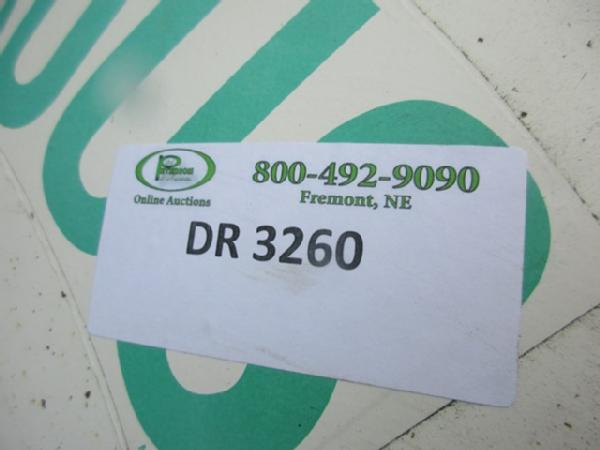 800-492-9090
Fremont, NE
Online Auctions
DR 3260